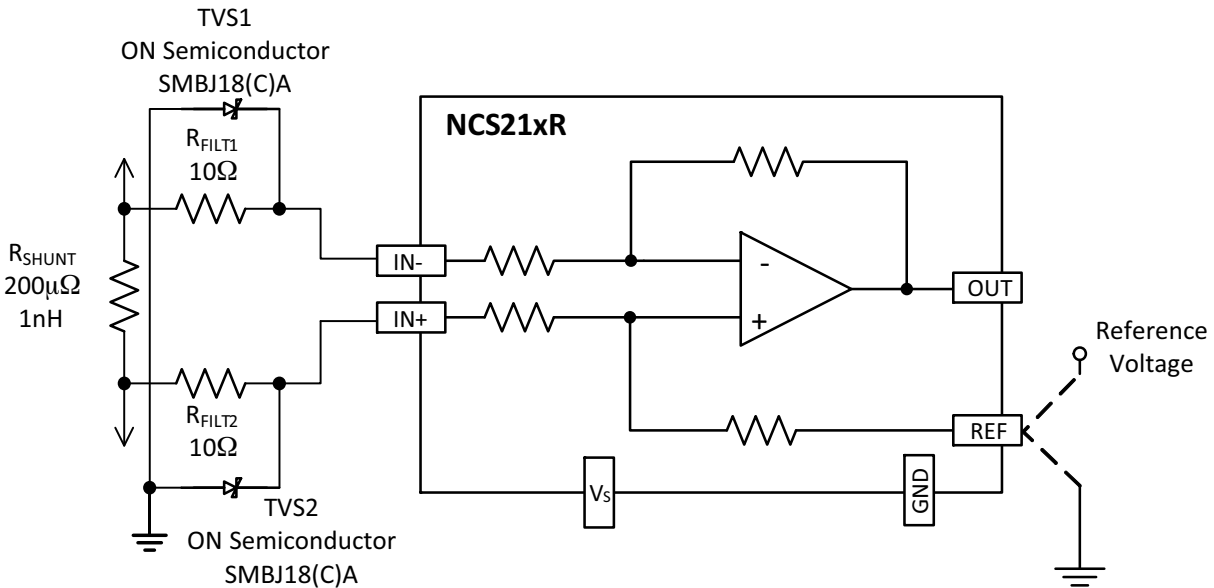 TVS1
ON Semiconductor
SMBJ18(C)A
NCS21xR
RFILT1
10Ω
RSHUNT
200µΩ
1nH
IN-
IN+
-
+
OUT
Reference
Voltage
RFILT2
10Ω
REF
VS
GND
TVS2
ON Semiconductor
SMBJ18(C)A